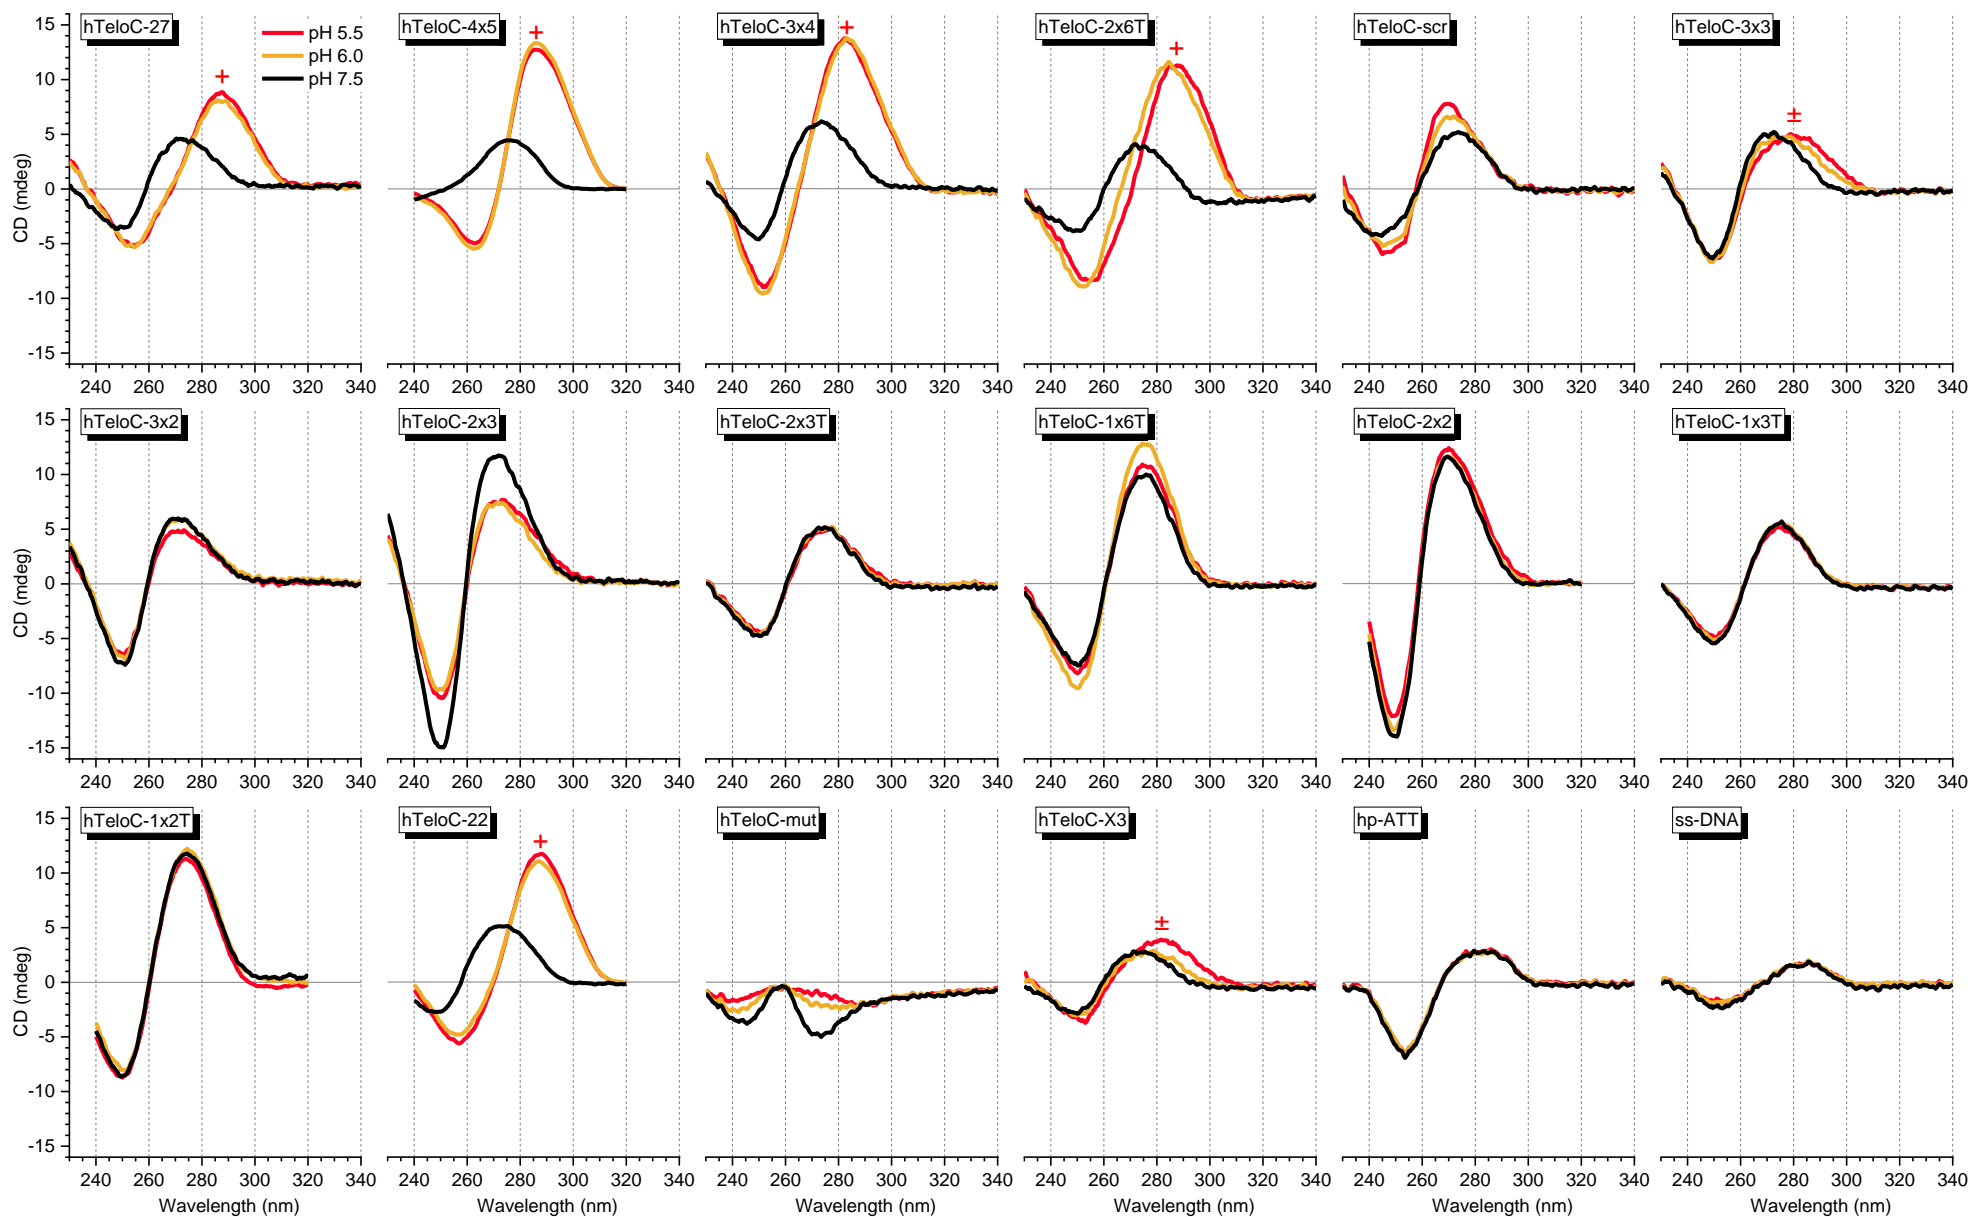 hTeloC-27
pH 5.5
pH 6.0
pH 7.5
+
hTeloC-4x5
+
hTeloC-3x4
+
hTeloC-2x6T
+
hTeloC-scr
hTeloC-3x3
±
CD (mdeg)
15
10
5
0
-5
-10
-15
240 260 280 300 320 340
240 260 280 300 320 340
240 260 280 300 320 340
240 260 280 300 320 340
240 260 280 300 320 340
240 260 280 300 320 340
hTeloC-3x2
hTeloC-2x3
hTeloC-2x3T
hTeloC-1x6T
hTeloC-2x2
hTeloC-1x3T
CD (mdeg)
15
10
5
0
-5
-10
-15
240 260 280 300 320 340
240 260 280 300 320 340
240 260 280 300 320 340
240 260 280 300 320 340
240 260 280 300 320 340
240 260 280 300 320 340
hTeloC-1x2T
hTeloC-22
+
hTeloC-mut
hTeloC-X3
±
hp-ATT
ss-DNA
CD (mdeg)
15
10
5
0
-5
-10
-15
240 260 280 300 320 340
240 260 280 300 320 340
240 260 280 300 320 340
240 260 280 300 320 340
240 260 280 300 320 340
240 260 280 300 320 340
Wavelength (nm)
Wavelength (nm)
Wavelength (nm)
Wavelength (nm)
Wavelength (nm)
Wavelength (nm)